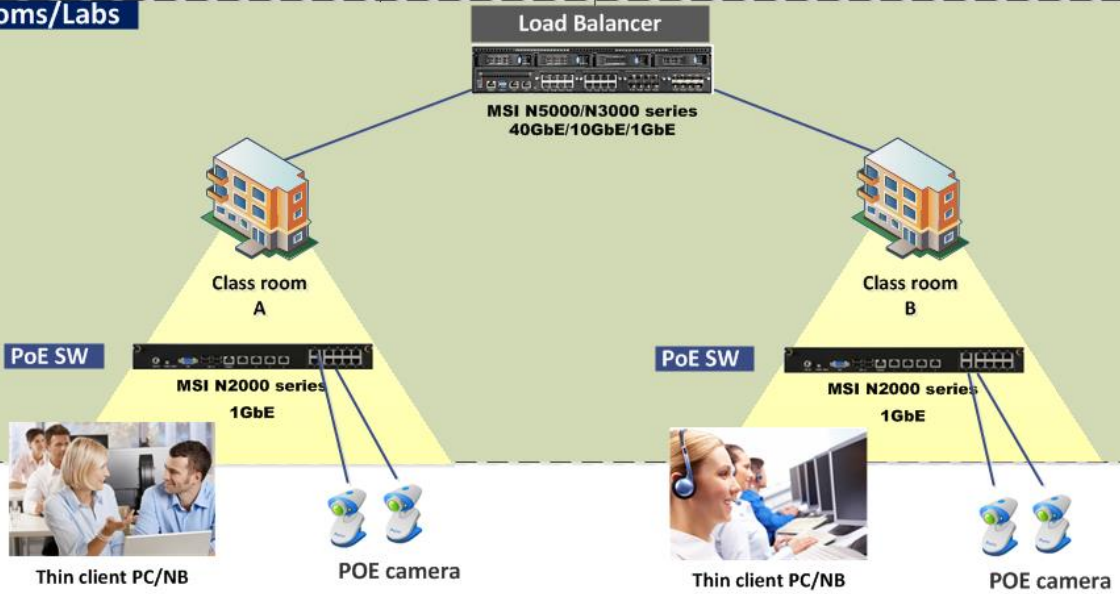 oms/Labs
Load Balancer
MSI N5000/N3000 series
40GbE/10GbE/1GbE
Class room
A
Class room
B
PoE SW
MSI N2000 series
1GbE
PoE SW
MSI N2000 series
1GbE
Thin client PC/NB
POE camera
Thin client PC/NB
POE camera